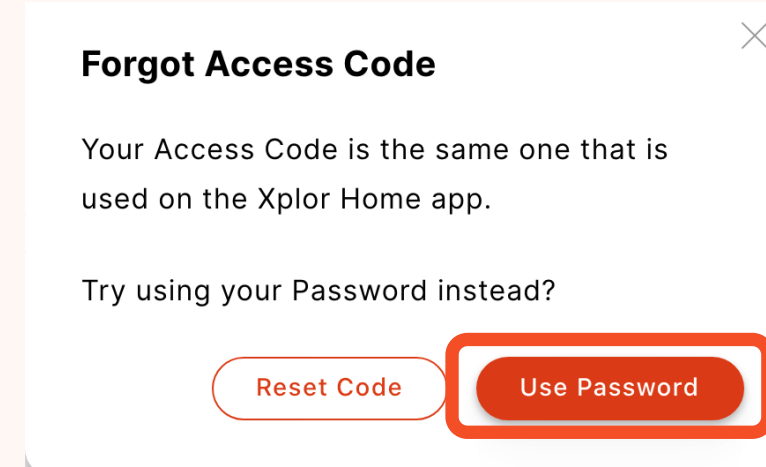 Forgot Access Code
Your Access Code is the same one that is
used on the Xplor Home app.
Try using your Password instead?
Reset Code
Use Password